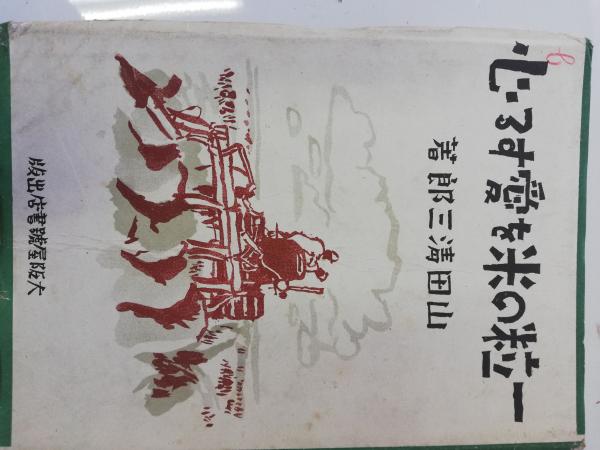 一粒の米を愛する心
山田清三郎著
大阪屋號書店出版